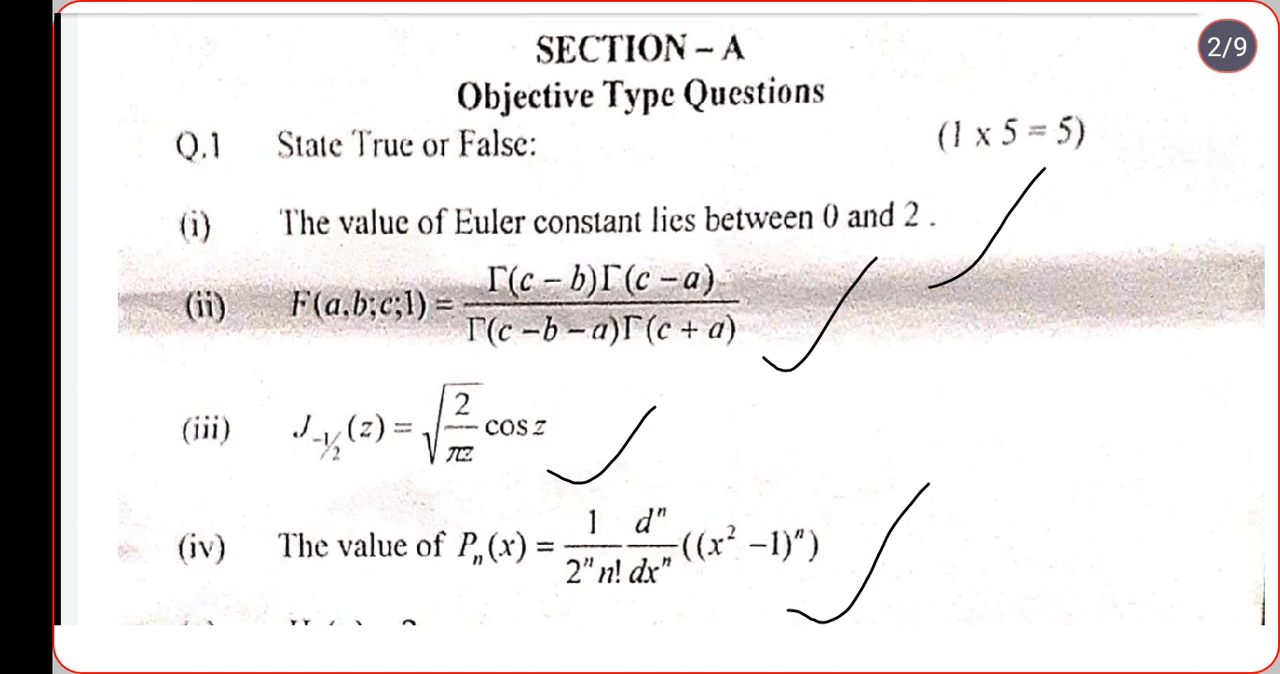 2/9
SECTION – A
Objective Type Questions
Q.1 State True or False: (1 x 5 = 5)
(i) The value of Euler constant lies between 0 and 2 .
(ii) F(a.b;c;1) = Γ(c – b)Γ(c – a) / Γ(c – b – a)Γ(c + a)
(iii) J₋₁/₂(z) = √(2/πz) cos z
(iv) The value of Pₙ(x) = 1/(2ⁿ n!) dⁿ/dxⁿ ((x² –1)ⁿ)